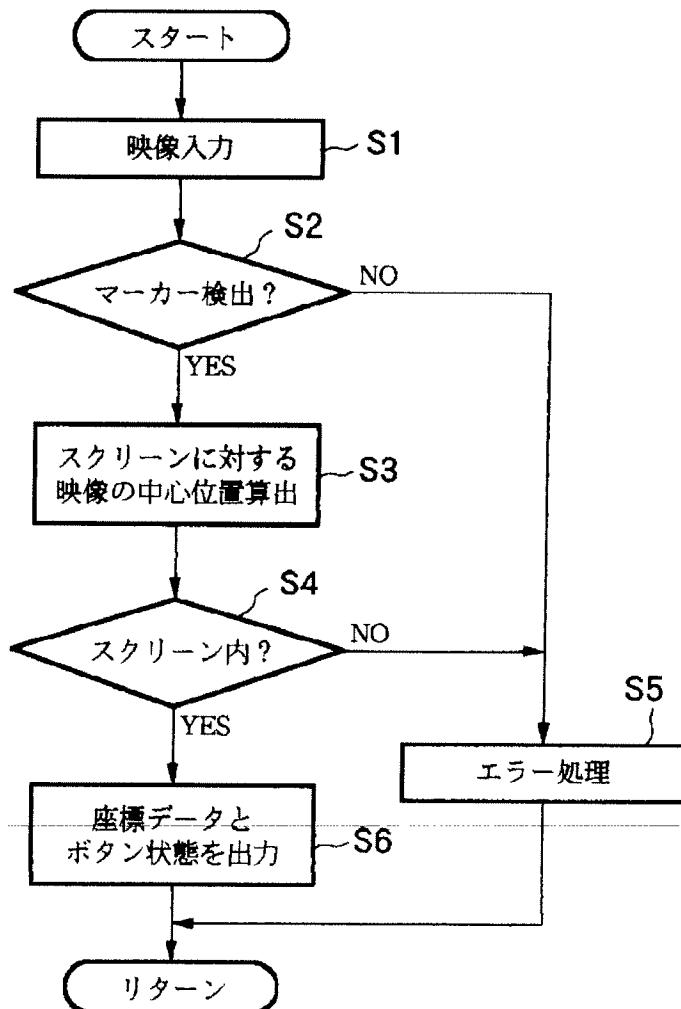 スタート
映像入力
S1
S2
マーカー検出？
NO
YES
スクリーンに対する
映像の中心位置算出
S3
S4
スクリーン内？
NO
YES
S5
エラー処理
座標データと
ボタン状態を出力
S6
リターン